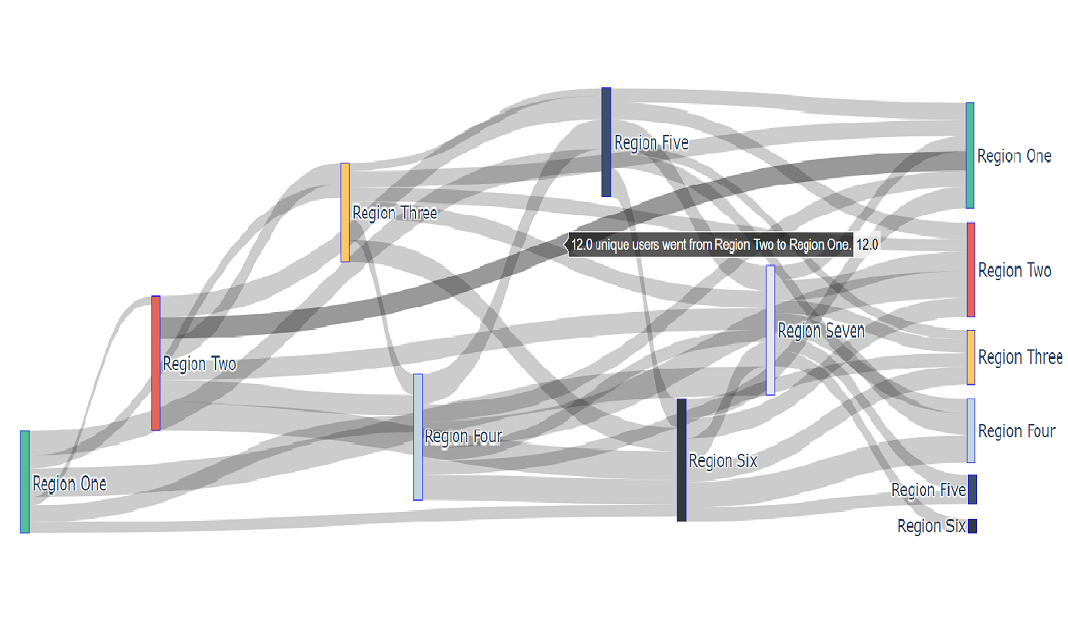 Region Five
Region One
Region Three
12.0 unique users went from Region Two to Region One. 12.0
Region Two
Region Seven
Region Three
Region Two
Region Four
Region Four
Region Six
Region One
Region Five
Region Six